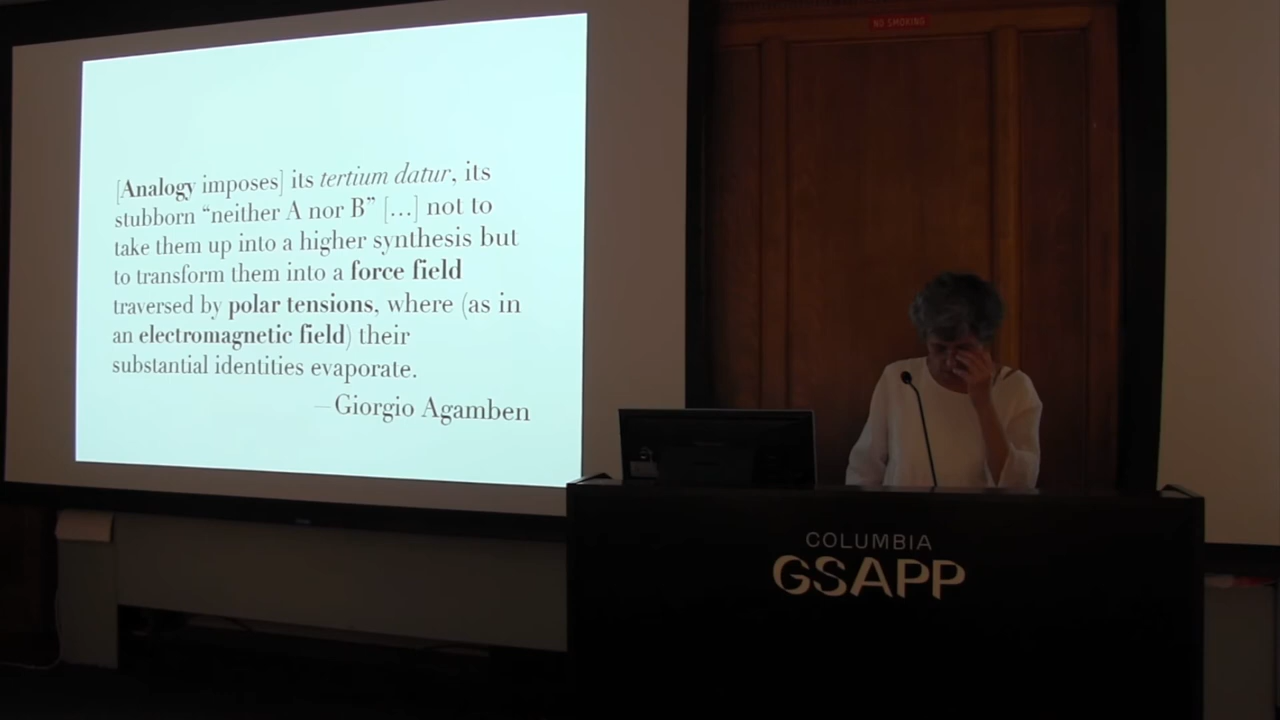 [Analogy imposes] its tertium datur, its
stubborn “neither A nor B” [...] not to
take them up into a higher synthesis but
to transform them into a force field
traversed by polar tensions, where (as in
an electromagnetic field) their
substantial identities evaporate.
—Giorgio Agamben
NO SMOKING
COLUMBIA
GSAPP